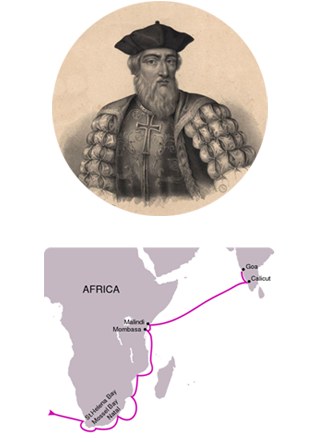 Goa
Calicut
AFRICA
Malindi
Mombasa
St.Helena Bay
Mossel Bay
Natal